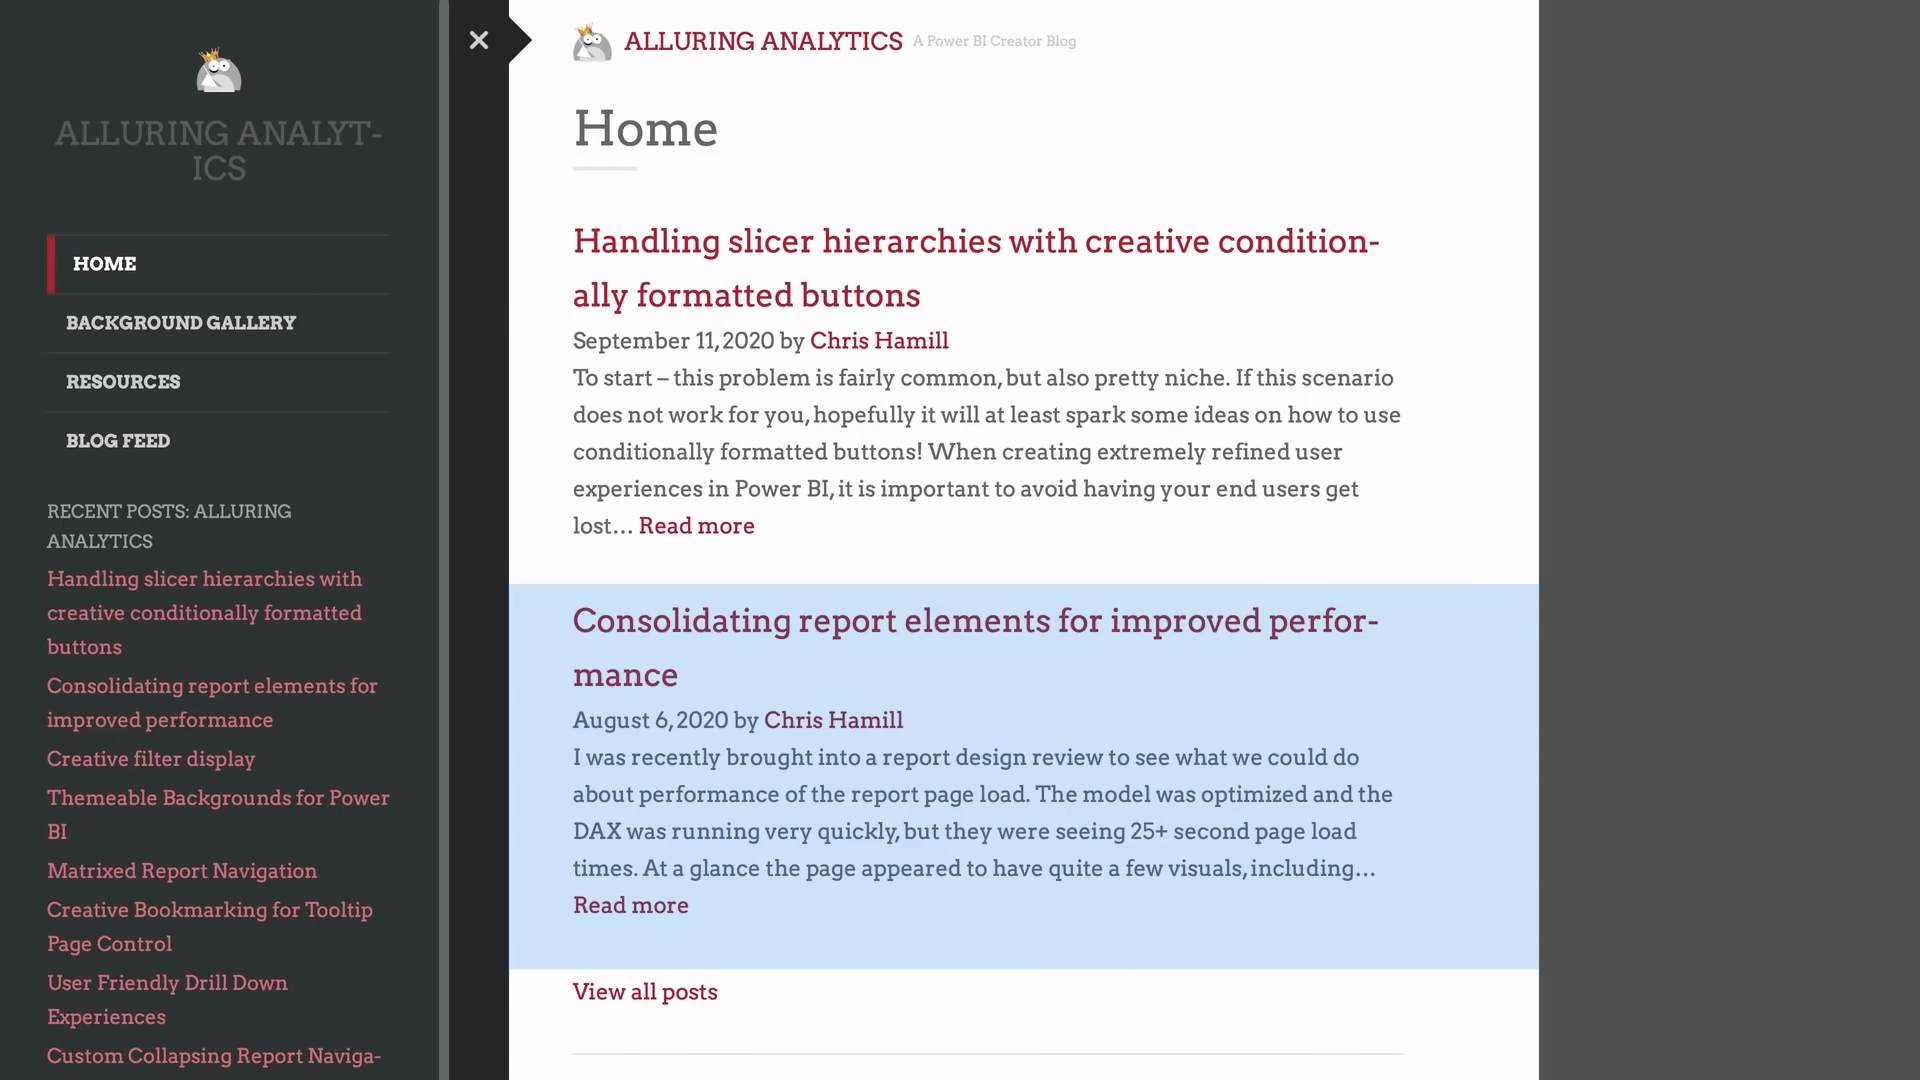 ALLURING ANALYT-
ICS
HOME
BACKGROUND GALLERY
RESOURCES
BLOG FEED
RECENT POSTS: ALLURING
ANALYTICS
Handling slicer hierarchies with
creative conditionally formatted
buttons
Consolidating report elements for
improved performance
Creative filter display
Themeable Backgrounds for Power
BI
Matrixed Report Navigation
Creative Bookmarking for Tooltip
Page Control
User Friendly Drill Down
Experiences
Custom Collapsing Report Naviga-
ALLURING ANALYTICS A Power BI Creator Blog
Home
Handling slicer hierarchies with creative condition-
ally formatted buttons
September 11, 2020 by Chris Hamill
To start – this problem is fairly common, but also pretty niche. If this scenario
does not work for you, hopefully it will at least spark some ideas on how to use
conditionally formatted buttons! When creating extremely refined user
experiences in Power BI, it is important to avoid having your end users get
lost… Read more
Consolidating report elements for improved perfor-
mance
August 6, 2020 by Chris Hamill
I was recently brought into a report design review to see what we could do
about performance of the report page load. The model was optimized and the
DAX was running very quickly, but they were seeing 25+ second page load
times. At a glance the page appeared to have quite a few visuals, including…
Read more
View all posts